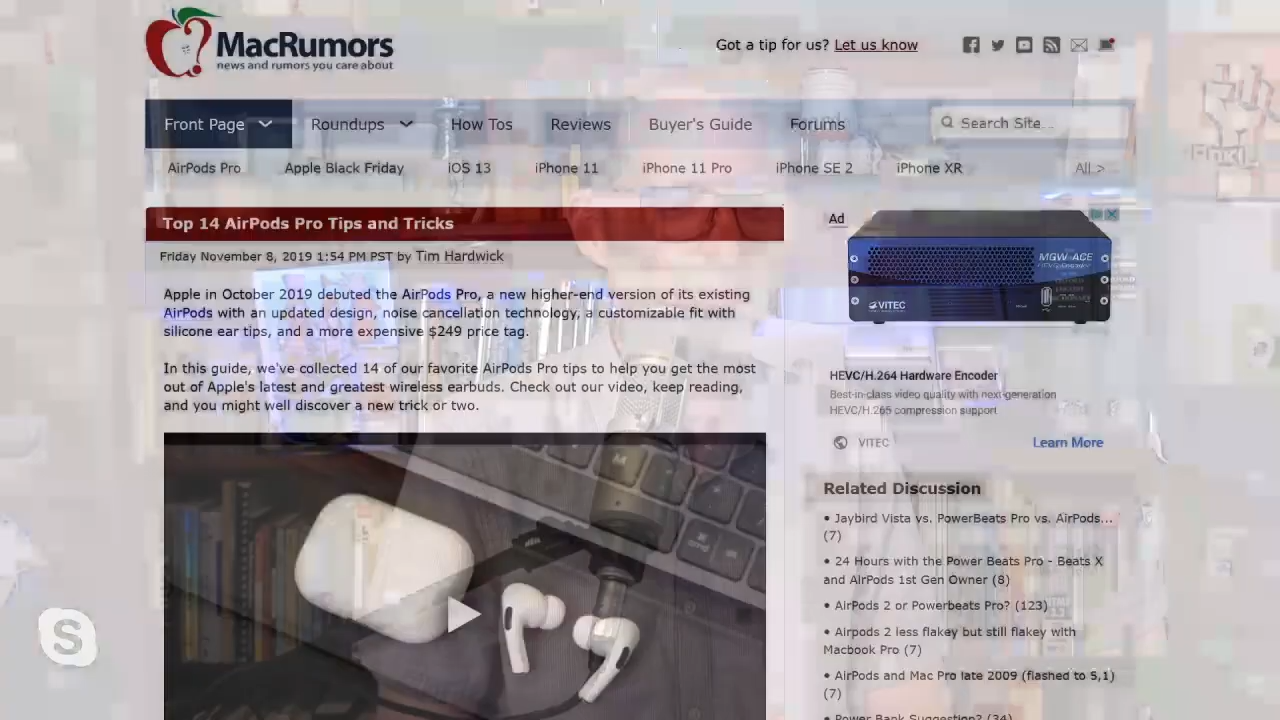 MacRumors
news and rumors you care about
Got a tip for us? Let us know
Front Page
Roundups
How Tos
Reviews
Buyer's Guide
Forums
Search Site...
AirPods Pro
Apple Black Friday
iOS 13
iPhone 11
iPhone 11 Pro
iPhone SE 2
iPhone XR
All >
Top 14 AirPods Pro Tips and Tricks
Friday November 8, 2019 1:54 PM PST by Tim Hardwick
Apple in October 2019 debuted the AirPods Pro, a new higher-end version of its existing
AirPods with an updated design, noise cancellation technology, a customizable fit with
silicone ear tips, and a more expensive $249 price tag.
In this guide, we've collected 14 of our favorite AirPods Pro tips to help you get the most
out of Apple's latest and greatest wireless earbuds. Check out our video, keep reading,
and you might well discover a new trick or two.
Ad
MGW ACE
VITEC
HEVC/H.264 Hardware Encoder
Best-in-class video quality with next-generation
HEVC/H.265 compression support
VITEC
Learn More
Related Discussion
• Jaybird Vista vs. PowerBeats Pro vs. AirPods...
(7)
• 24 Hours with the Power Beats Pro - Beats X
and AirPods 1st Gen Owner (8)
• AirPods 2 or Powerbeats Pro? (123)
• Airpods 2 less flakey but still flakey with
Macbook Pro (7)
• AirPods and Mac Pro late 2009 (flashed to 5,1)
(7)
• Power Bank Suggestion? (34)
S